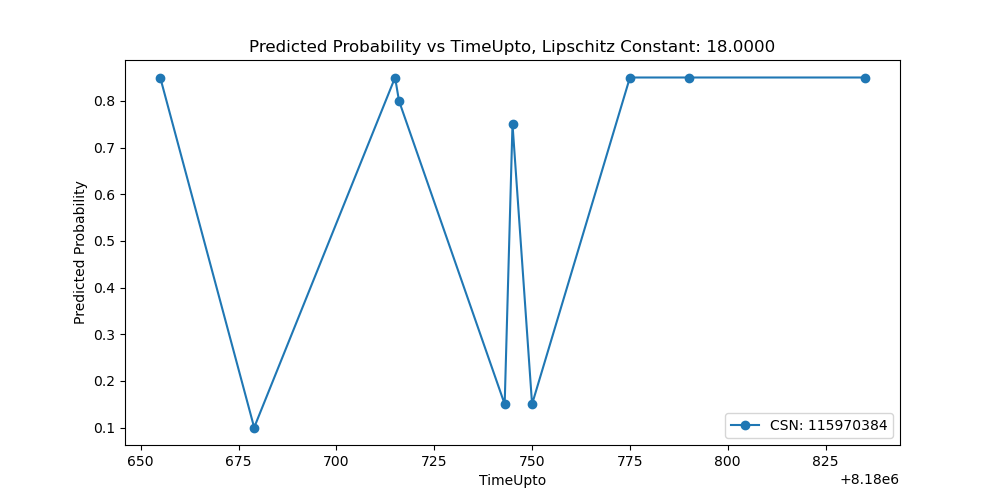 Predicted Probability vs TimeUpto, Lipschitz Constant: 18.0000
Predicted Probability
0.8
0.7
0.6
0.5
0.4
0.3
0.2
0.1
CSN: 115970384
650 675 700 725 750 775 800 825
TimeUpto
+8.18e6